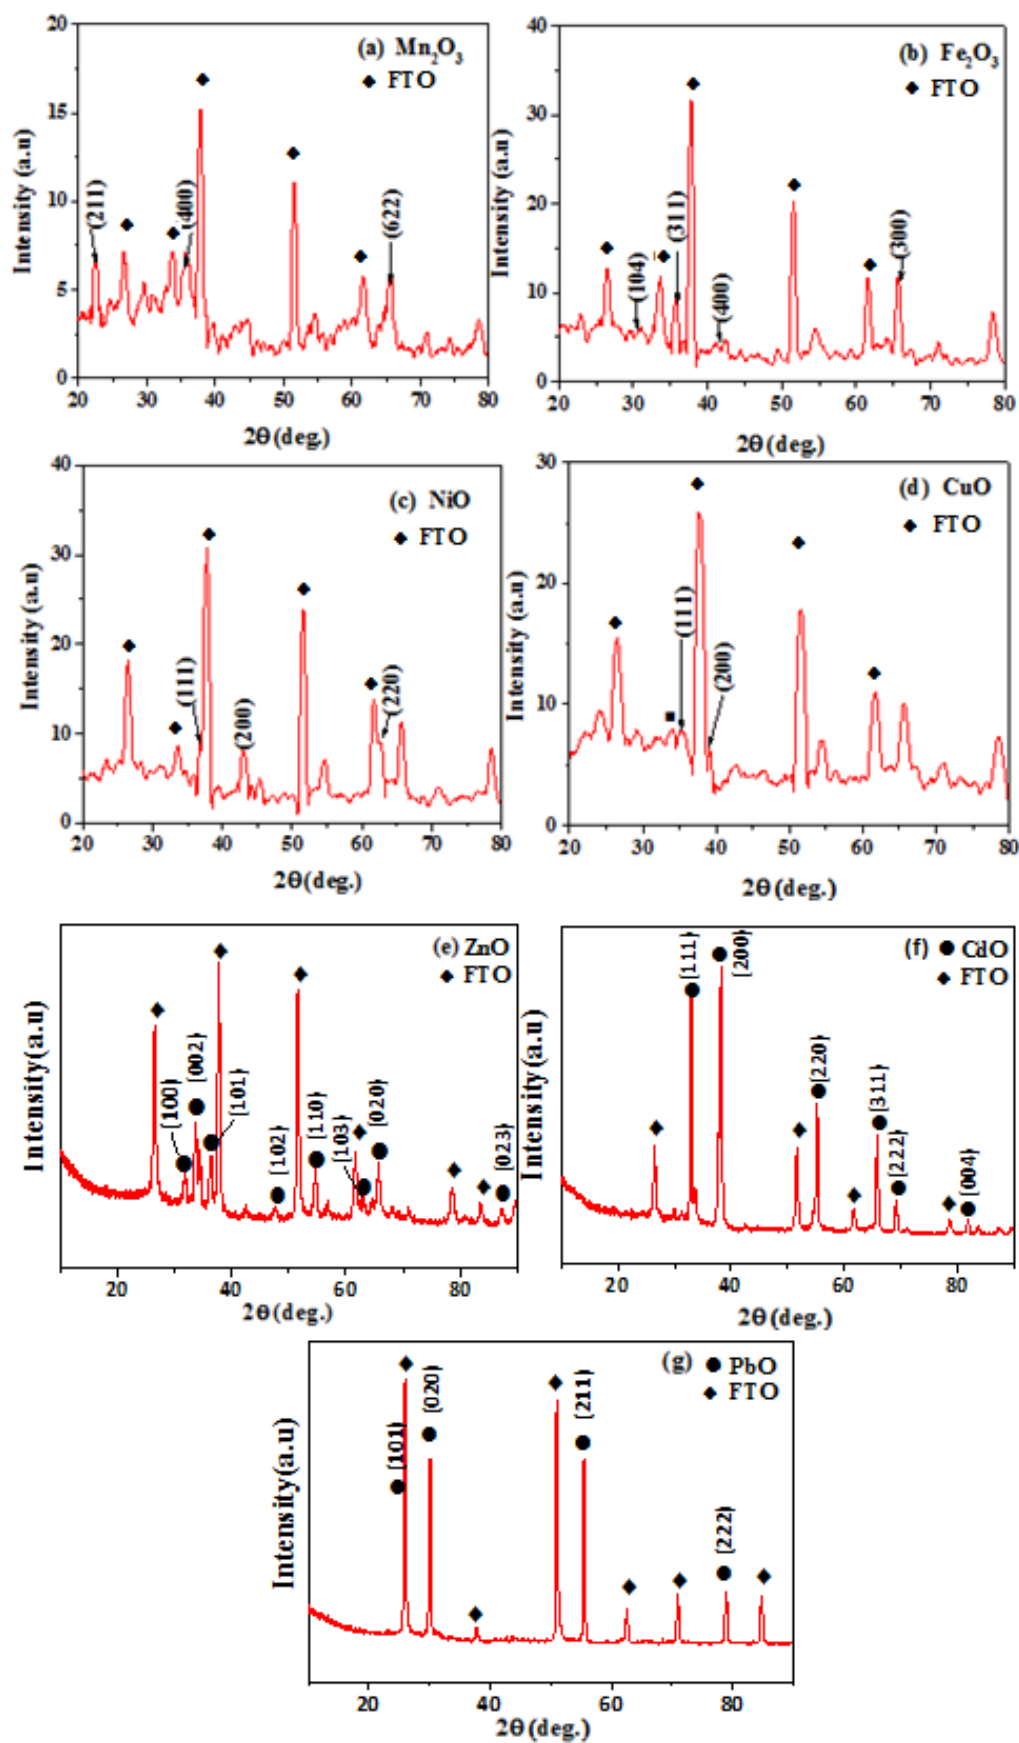 (a) Mn2O3
◆ FTO
(211)
(400)
(622)
Intensity (a.u)
20
15
10
5
0
20 30 40 50 60 70 80
2θ (deg.)
(b) Fe2O3
◆ FTO
(104)
(311)
(400)
(300)
Intensity (a.u)
40
30
20
10
0
20 30 40 50 60 70 80
2θ (deg.)
(c) NiO
◆ FTO
(111)
(200)
(220)
Intensity (a.u)
40
30
20
10
0
20 30 40 50 60 70 80
2θ (deg.)
(d) CuO
◆ FTO
(111)
(200)
Intensity (a.u)
30
20
10
0
20 30 40 50 60 70 80
2θ (deg.)
(e) ZnO
◆ FTO
(100)
(002)
(101)
(102)
(110)
(103)
(020)
(023)
Intensity(a.u)
20 40 60 80
2θ (deg.)
(f) ● CdO
◆ FTO
(111)
(200)
(220)
(311)
(222)
(004)
Intensity(a.u)
20 40 60 80
2θ (deg.)
(g) ● PbO
◆ FTO
(101)
(020)
(211)
(222)
Intensity(a.u)
20 40 60 80
2θ (deg.)